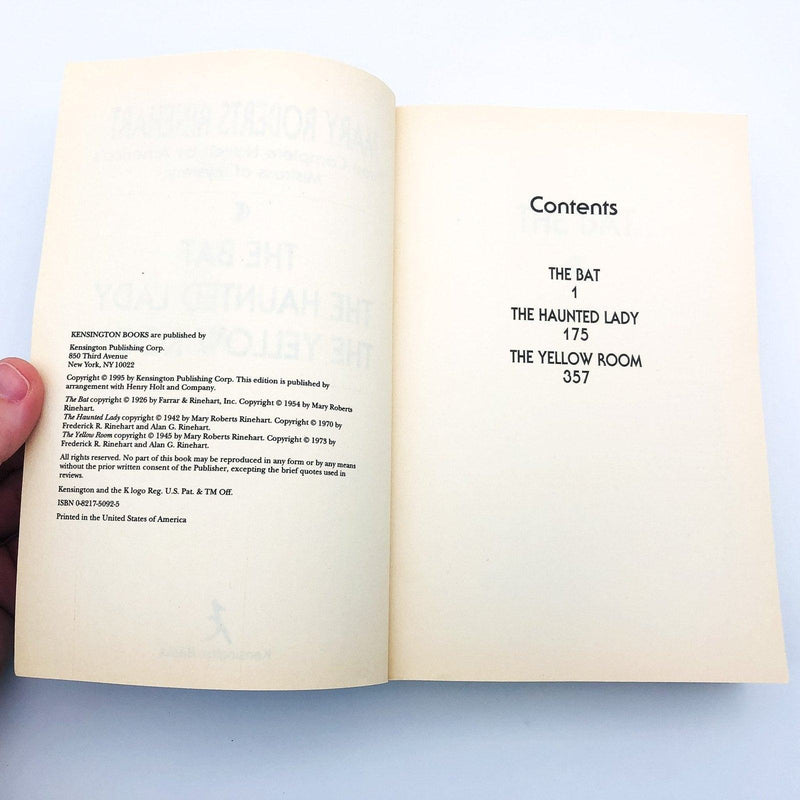 KENSINGTON BOOKS are published by
Kensington Publishing Corp.
850 Third Avenue
New York, NY 10022
Copyright © 1995 by Kensington Publishing Corp. This edition is published by
arrangement with Henry Holt and Company.
The Bat copyright © 1926 by Farrar & Rinehart, Inc. Copyright © 1954 by Mary Roberts
Rinehart.
The Haunted Lady copyright © 1942 by Mary Roberts Rinehart. Copyright © 1970 by
Frederick R. Rinehart and Alan G. Rinehart.
The Yellow Room copyright © 1945 by Mary Roberts Rinehart. Copyright © 1973 by
Frederick R. Rinehart and Alan G. Rinehart.
All rights reserved. No part of this book may be reproduced in any form or by any means
without the prior written consent of the Publisher, excepting the brief quotes used in
reviews.
Kensington and the K logo Reg. U.S. Pat. & TM Off.
ISBN 0-8217-5092-5
Printed in the United States of America
Contents
THE BAT
1
THE HAUNTED LADY
175
THE YELLOW ROOM
357